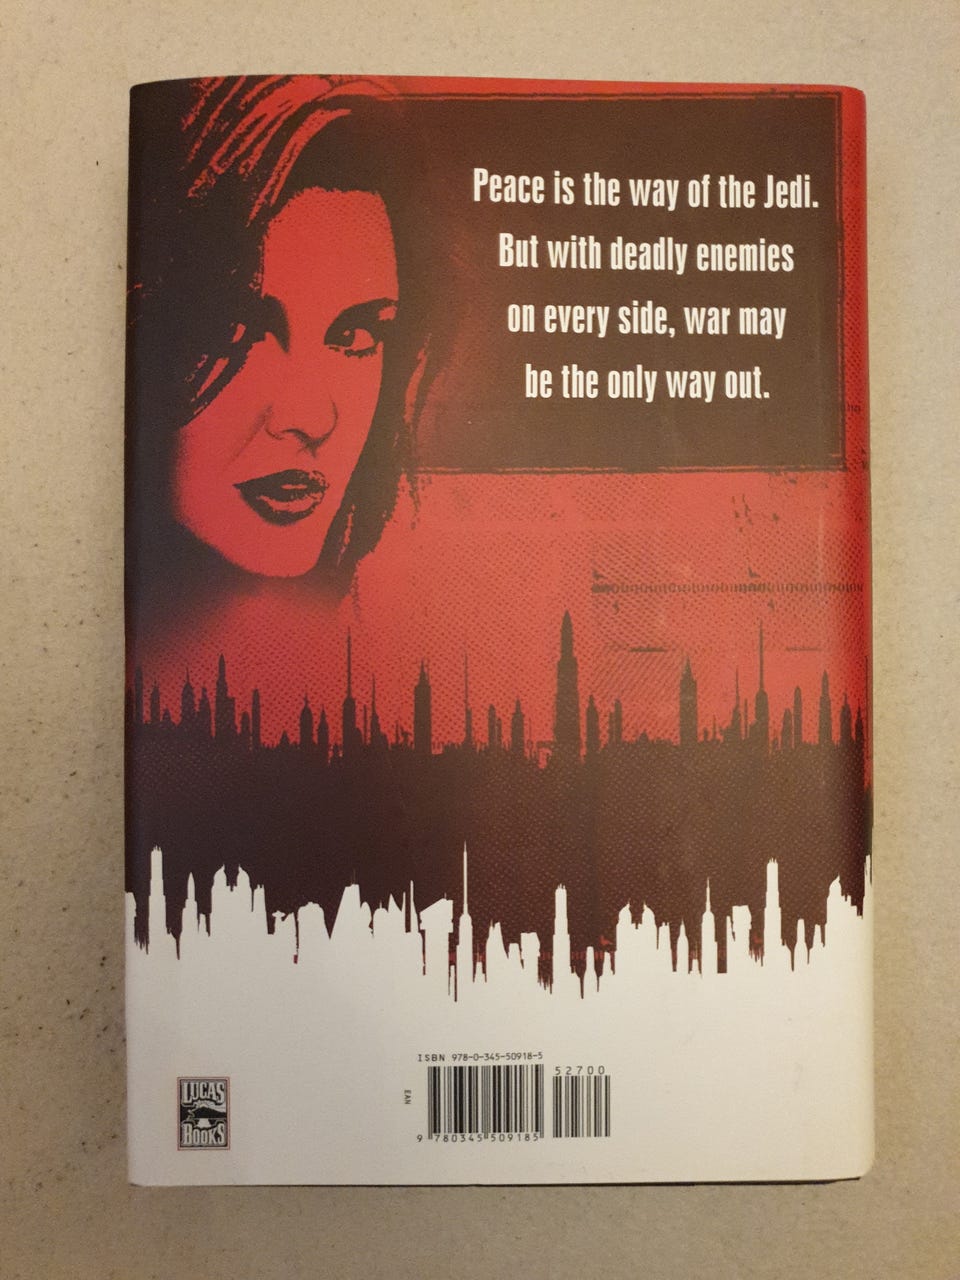 Peace is the way of the Jedi.
But with deadly enemies
on every side, war may
be the only way out.
ISBN 978-0-345-50918-5
52700
EAN
9 780345 509185
LUCAS
BOOKS